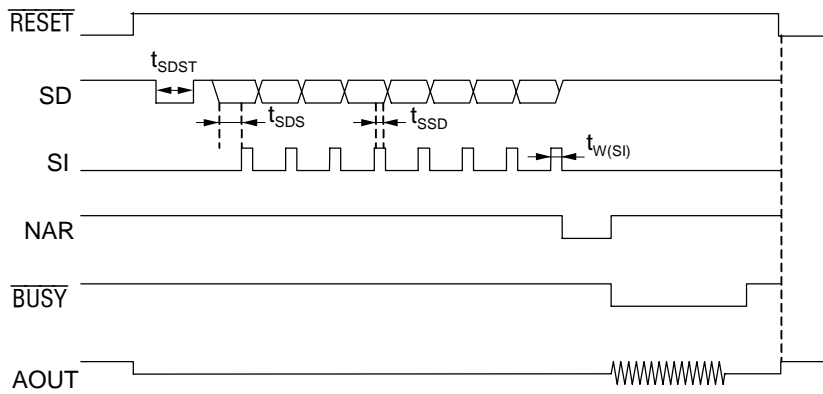 RESET
tSDST
SD
tSDS
tSSD
SI
tW(SI)
NAR
BUSY
AOUT